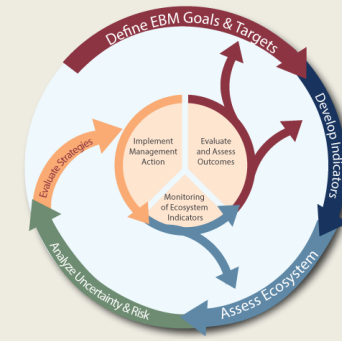 Define EBM Goals & Targets
Develop Indicators
Assess Ecosystem
Analyze Uncertainty & Risk
Evaluate Strategies
Implement
Management
Action
Evaluate
and Assess
Outcomes
Monitoring
of Ecosystem
Indicators